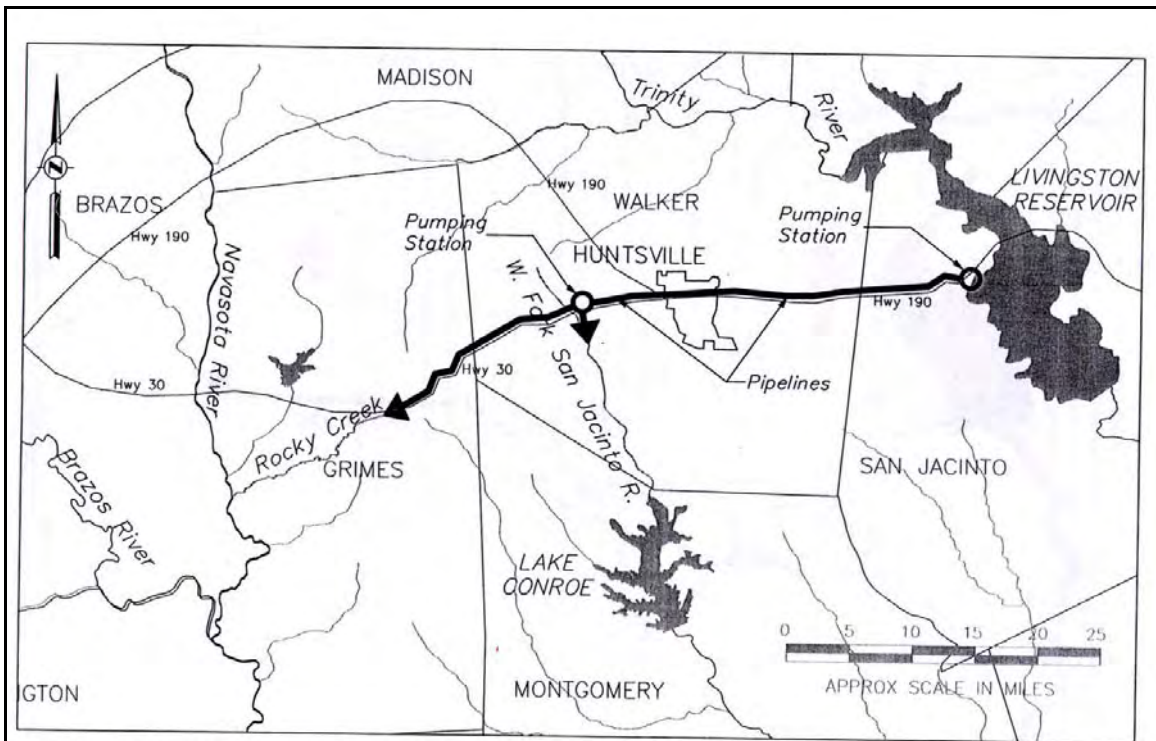 MADISON
Trinity
River
Hwy 190
N
BRAZOS
Hwy 190
WALKER
LIVINGSTON
RESERVOIR
Pumping
Station
Pumping
Station
HUNTSVILLE
Navasota River
W. Fork San Jacinto R.
Hwy 190
Hwy 30
Hwy 30
Pipelines
Rocky Creek
GRIMES
SAN JACINTO
Brazos River
LAKE
CONROE
0 5 10 15 20 25
APPROX SCALE IN MILES
IGTON
MONTGOMERY